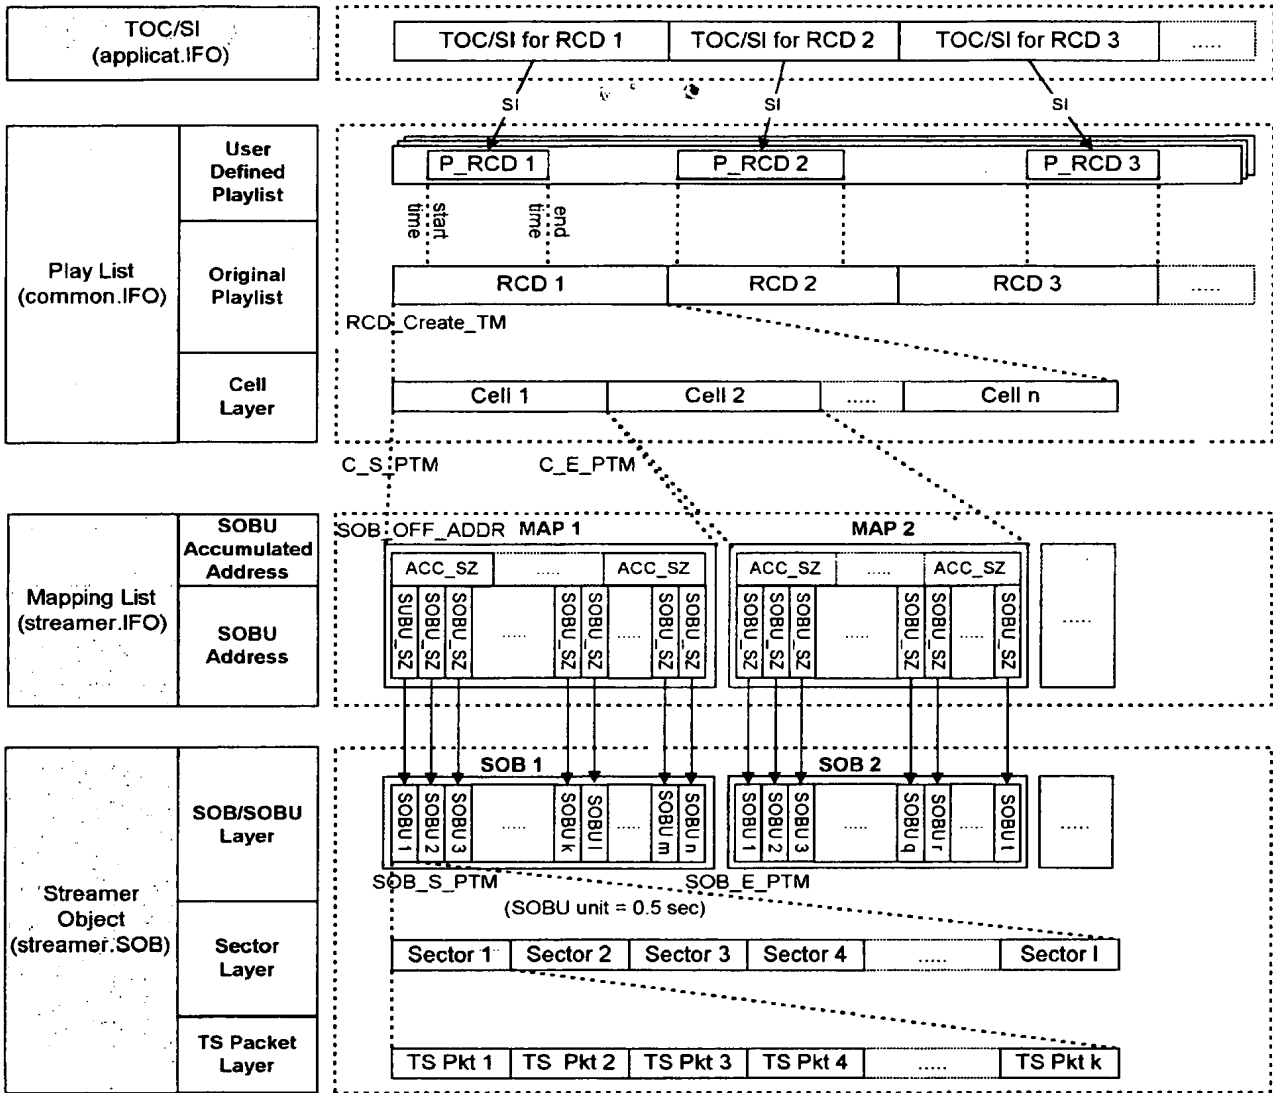 TOC/SI
(applicat.IFO)
TOC/SI for RCD 1
TOC/SI for RCD 2
TOC/SI for RCD 3
.....
SI
SI
SI
Play List
(common.IFO)
User
Defined
Playlist
P_RCD 1
P_RCD 2
P_RCD 3
start
time
end
time
Original
Playlist
RCD 1
RCD 2
RCD 3
.....
RCD_Create_TM
Cell
Layer
Cell 1
Cell 2
.....
Cell n
C_S_PTM
C_E_PTM
Mapping List
(streamer.IFO)
SOBU
Accumulated
Address
SOB_OFF_ADDR
MAP 1
MAP 2
ACC_SZ
.....
ACC_SZ
ACC_SZ
.....
ACC_SZ
SOBU
Address
SUBU_SZ
SOBU_SZ
SOBU_SZ
.....
SOBU_SZ
SOBU_SZ
.....
SOBU_SZ
SOBU_SZ
SOBU_SZ
SOBU_SZ
SOBU_SZ
.....
SOBU_SZ
SOBU_SZ
.....
SOBU_SZ
.....
Streamer
Object
(streamer.SOB)
SOB/SOBU
Layer
SOB 1
SOB 2
SOBU 1
SOBU 2
SOBU 3
.....
SOBU k
SOBU l
.....
SOBU m
SOBU n
SOBU 1
SOBU 2
SOBU 3
.....
SOBU q
SOBU r
.....
SOBU t
.....
SOB_S_PTM
SOB_E_PTM
(SOBU unit = 0.5 sec)
Sector
Layer
Sector 1
Sector 2
Sector 3
Sector 4
.....
Sector l
TS Packet
Layer
TS Pkt 1
TS Pkt 2
TS Pkt 3
TS Pkt 4
.....
TS Pkt k